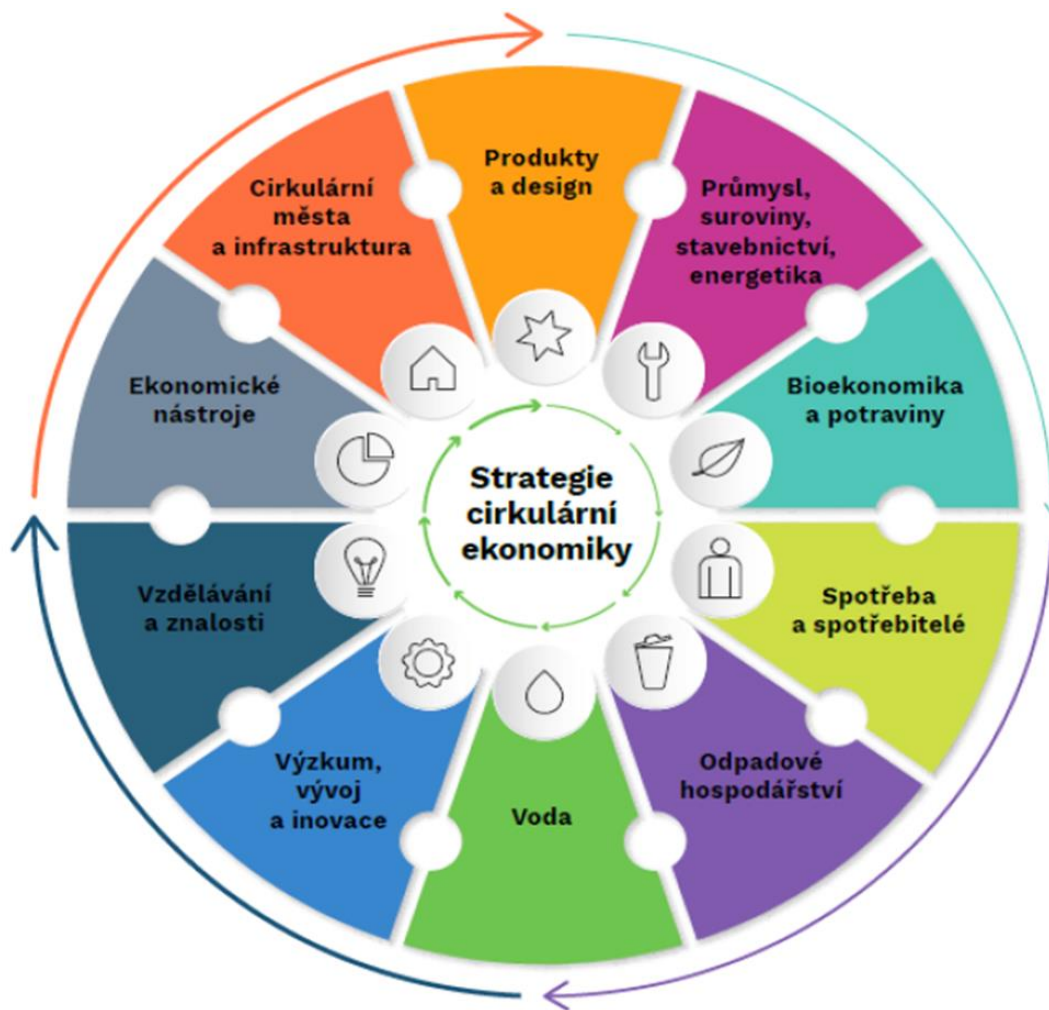 Produkty
a design
Průmysl,
suroviny,
stavebnictví,
energetika
Bioekonomika
a potraviny
Spotřeba
a spotřebitelé
Odpadové
hospodářství
Voda
Výzkum,
vývoj
a inovace
Vzdělávání
a znalosti
Ekonomické
nástroje
Cirkulární
města
a infrastruktura
Strategie
cirkulární
ekonomiky